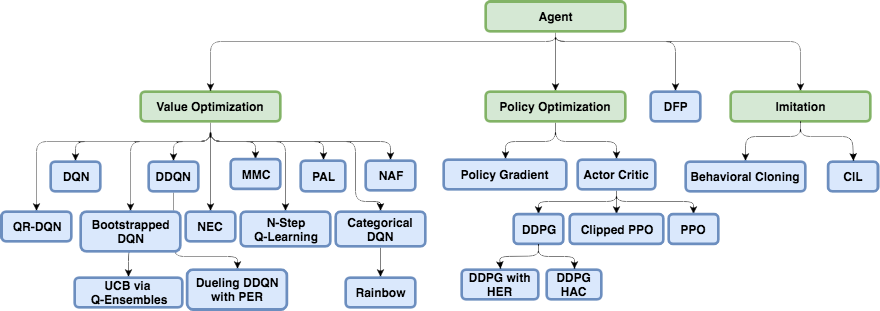 Agent
Value Optimization
Policy Optimization
DFP
Imitation
DQN
DDQN
MMC
PAL
NAF
Policy Gradient
Actor Critic
Behavioral Cloning
CIL
QR-DQN
Bootstrapped
DQN
NEC
N-Step
Q-Learning
Categorical
DQN
DDPG
Clipped PPO
PPO
UCB via
Q-Ensembles
Dueling DDQN
with PER
Rainbow
DDPG with
HER
DDPG
HAC